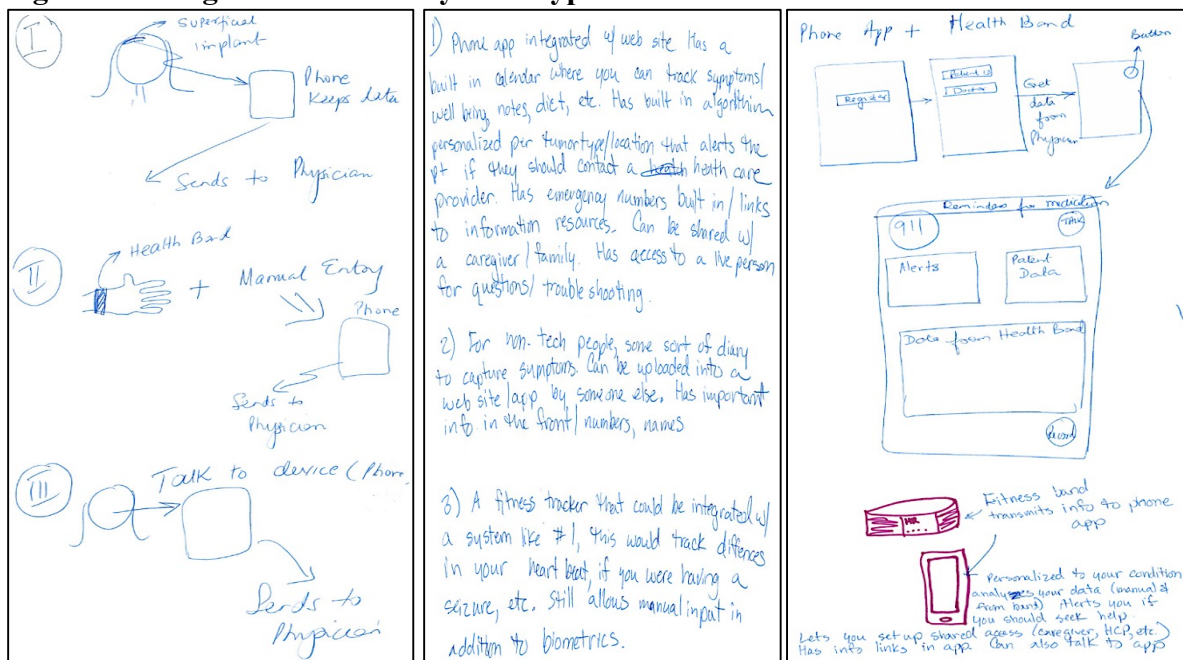 I
Superficial
implant
Phone
Keeps data
Sends to Physician
II
Health Band
+
Manual Entry
Phone
Sends to
Physician
III
Talk to device (Phone
Sends to
Physician
1) Phone app integrated w/ web site Has a
built in calendar where you can track symptoms/
well being, notes, diet, etc. Has built in algorithm
personalized per tumor type/location that alerts the
pt if they should contact a health health care
provider. Has emergency numbers built in / links
to information resources. Can be shared w/
a caregiver / family. Has access to a live person
for questions/ trouble shooting.
2) For non-tech people, some sort of diary
to capture symptoms. Can be uploaded into a
web site/app by someone else. Has important
info in the front/ numbers, names
3) A fitness tracker that could be integrated w/
a system like #1, this would track diffences
in your heart beat, if you were having a
seizure, etc. Still allows manual input in
addition to biometrics.
Phone App + Health Band
Button
Register
Patient ID
Doctor
Get
data
from
Physician
Reminders for medication
911
TALK
Alerts
Patent
Data
Data from Health Band
Record
HR
Fitness band
transmits info to phone
app
Personalized to your condition
analyzes your data (manual &
from band) Alerts you if
you should seek help.
Lets you set up shared access (caregiver, HCP, etc.)
Has info links in app. Can also talk to app